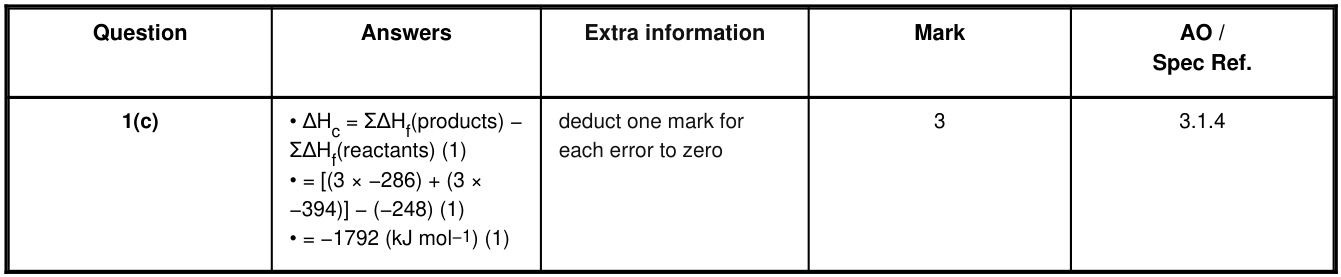 Question Answers Extra information Mark AO /
Spec Ref.
1(c) • ΔHc = ΣΔHf(products) − deduct one mark for 3 3.1.4
ΣΔHf(reactants) (1) each error to zero
• = [(3 × −286) + (3 ×
−394)] − (−248) (1)
• = −1792 (kJ mol−1) (1)